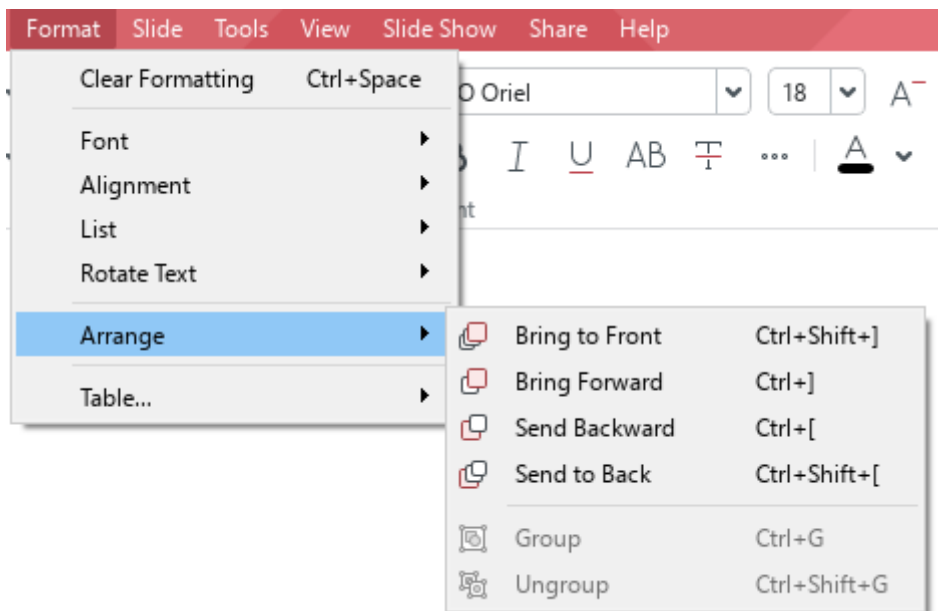 Format Slide Tools View Slide Show Share Help
Clear Formatting Ctrl+Space
O Oriel 18 A
Font
I U AB T A
Alignment
nt
List
Rotate Text
Arrange
Bring to Front Ctrl+Shift+]
Bring Forward Ctrl+]
Table...
Send Backward Ctrl+[
Send to Back Ctrl+Shift+[
Group Ctrl+G
Ungroup Ctrl+Shift+G